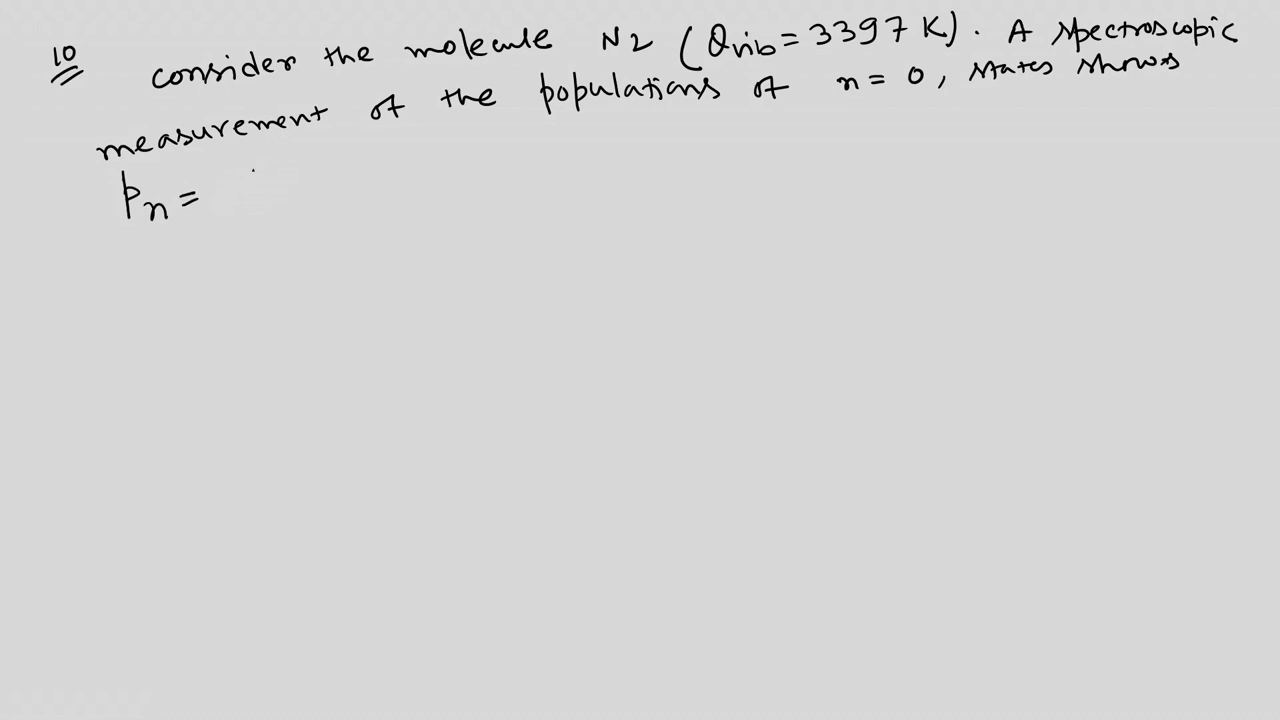 10
consider the molecule N2 (θvib = 3397 K). A spectroscopic
measurement of the populations of n = 0, states shows
Pn =